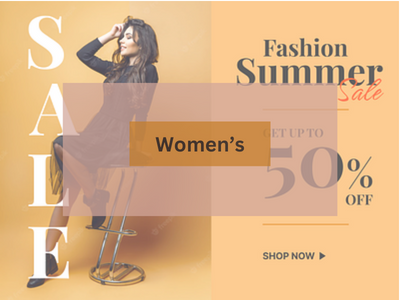 SALE
Fashion
Summer
Sale
GET UP TO
50%
OFF
Women's
SHOP NOW ▶